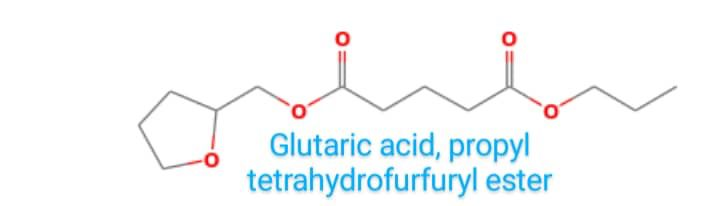 O O
O O
O
Glutaric acid, propyl
tetrahydrofurfuryl ester